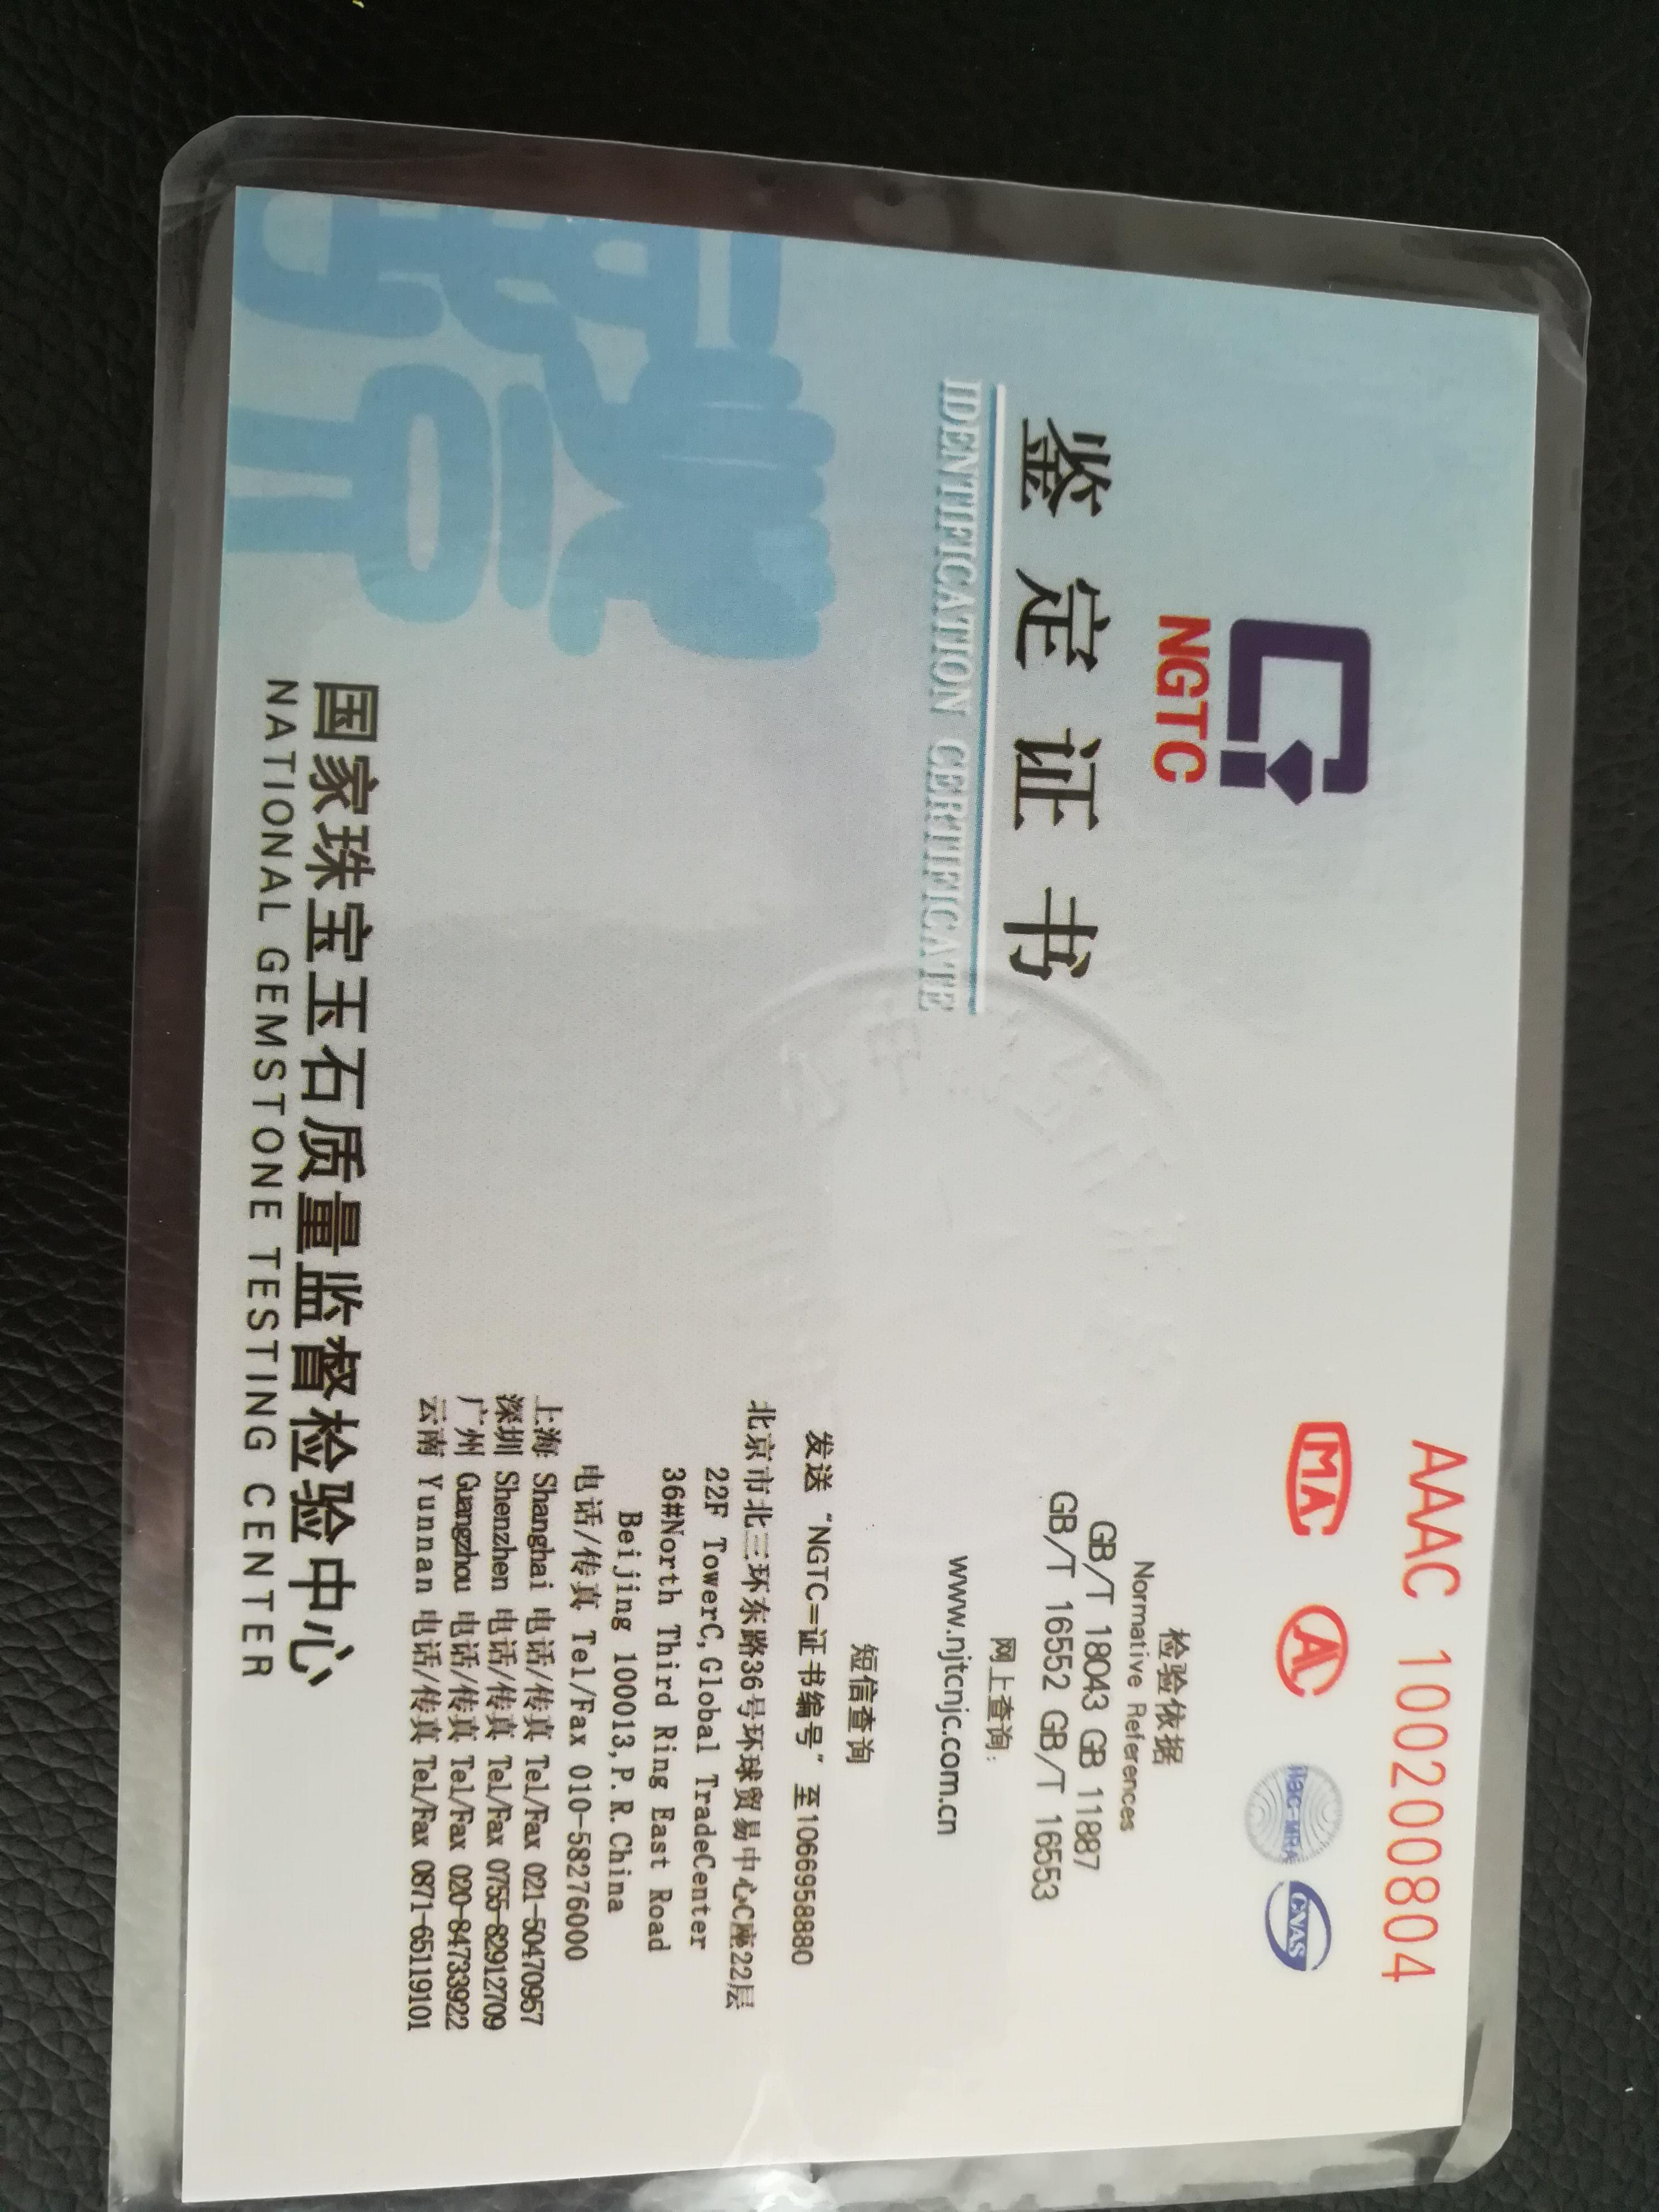 NGTC
鉴定证书
IDENTIFICATION CERTIFICATE
国家珠宝玉石质量监督检验中心
NATIONAL GEMSTONE TESTING CENTER
AAAC 100200804
MA
ilac-MRA
CNAS
检验依据
Normative References
GB/T 18043 GB 11887
GB/T 16552 GB/T 16553
网上查询:
www.njtcnjc.com.cn
短信查询
发送“NGTC=证书编号”至1066958880
北京市北三环东路36号环球贸易中心C座22层
22F TowerC,Global TradeCenter
36#North Third Ring East Road
Beijing 100013,P.R.China
电话/传真 Tel/Fax 010-58276000
上海 Shanghai 电话/传真 Tel/Fax 021-50470957
深圳 Shenzhen 电话/传真 Tel/Fax 0755-82912709
广州 Guangzhou 电话/传真 Tel/Fax 020-84733922
云南 Yunnan 电话/传真 Tel/Fax 0871-65119101